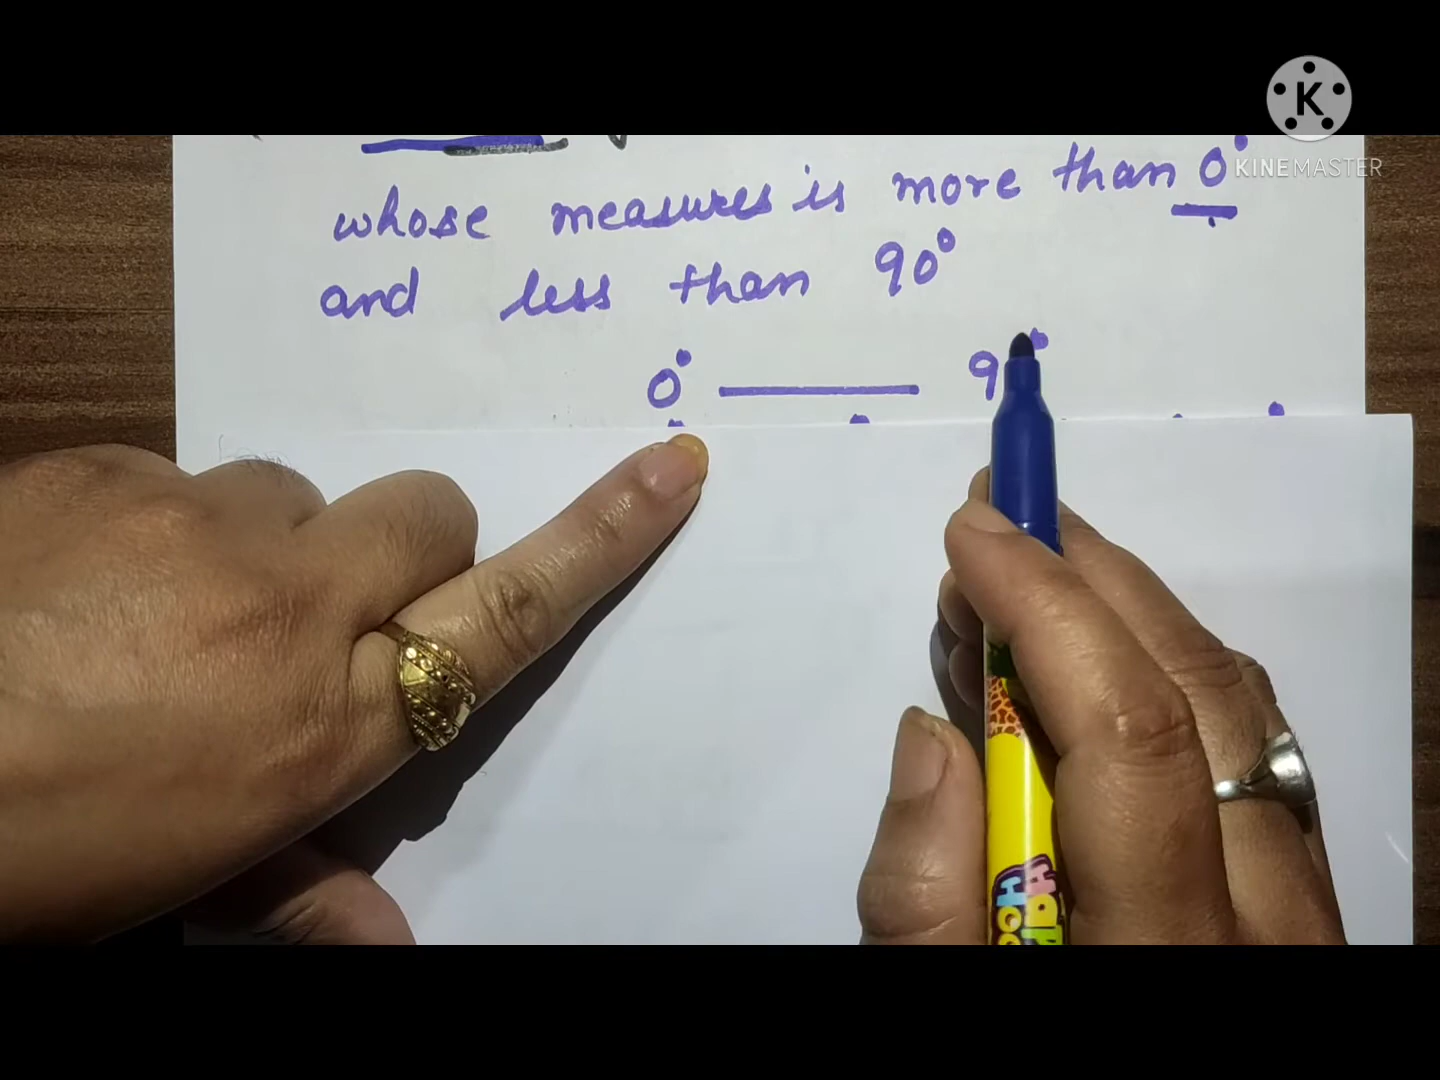 K
KINEMASTER
whose measures is more than 0°
and less than 90°
0° — 9